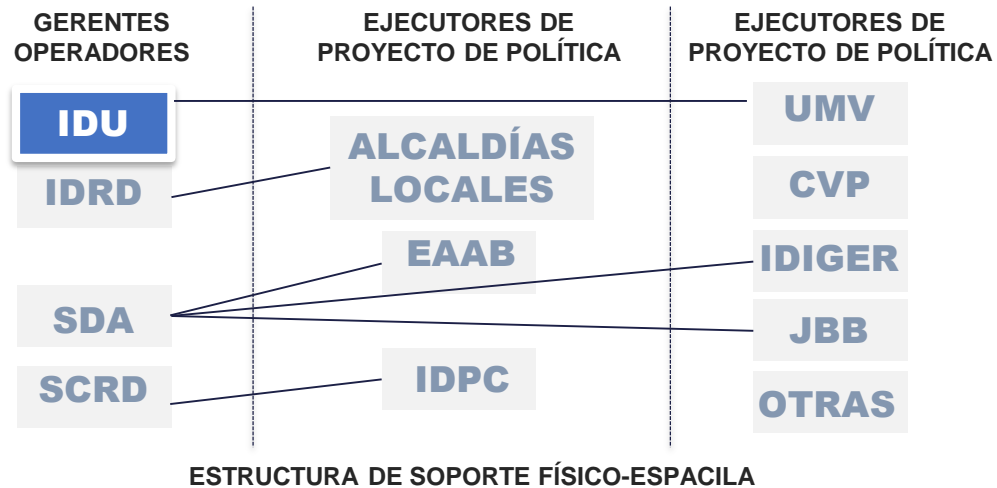 GERENTES
OPERADORES
EJECUTORES DE
PROYECTO DE POLÍTICA
EJECUTORES DE
PROYECTO DE POLÍTICA
IDU
IDRD
SDA
SCRD
ALCALDÍAS
LOCALES
EAAB
IDPC
UMV
CVP
IDIGER
JBB
OTRAS
ESTRUCTURA DE SOPORTE FÍSICO-ESPACILA